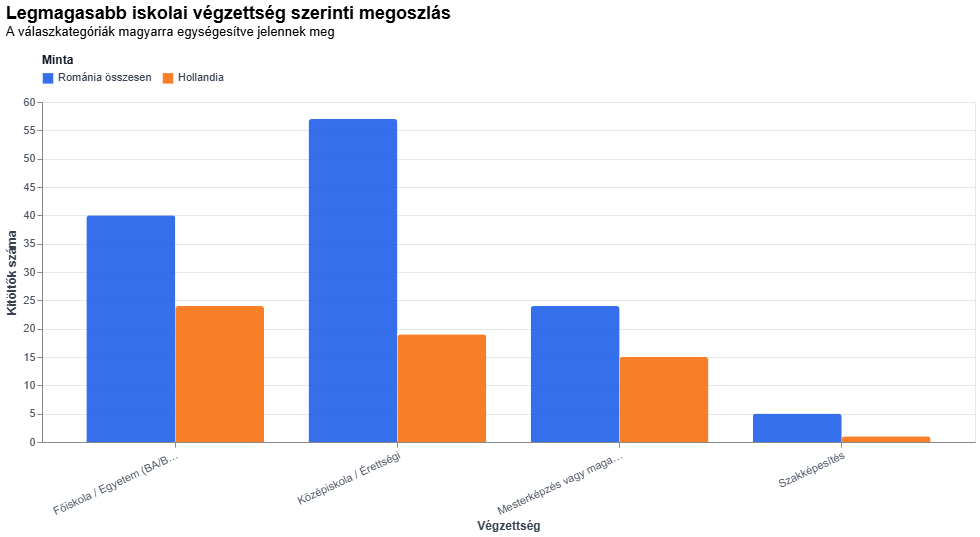 Legmagasabb iskolai végzettség szerinti megoszlás
A válaszkategóriák magyarra egységesítve jelennek meg
Minta
Románia összesen
Hollandia
60
55
50
45
40
35
30
25
20
15
10
5
0
Kitöltők száma
Főiskola / Egyetem (BA/B…
Középiskola / Érettségi
Mesterképzés vagy maga…
Szakképesítés
Végzettség